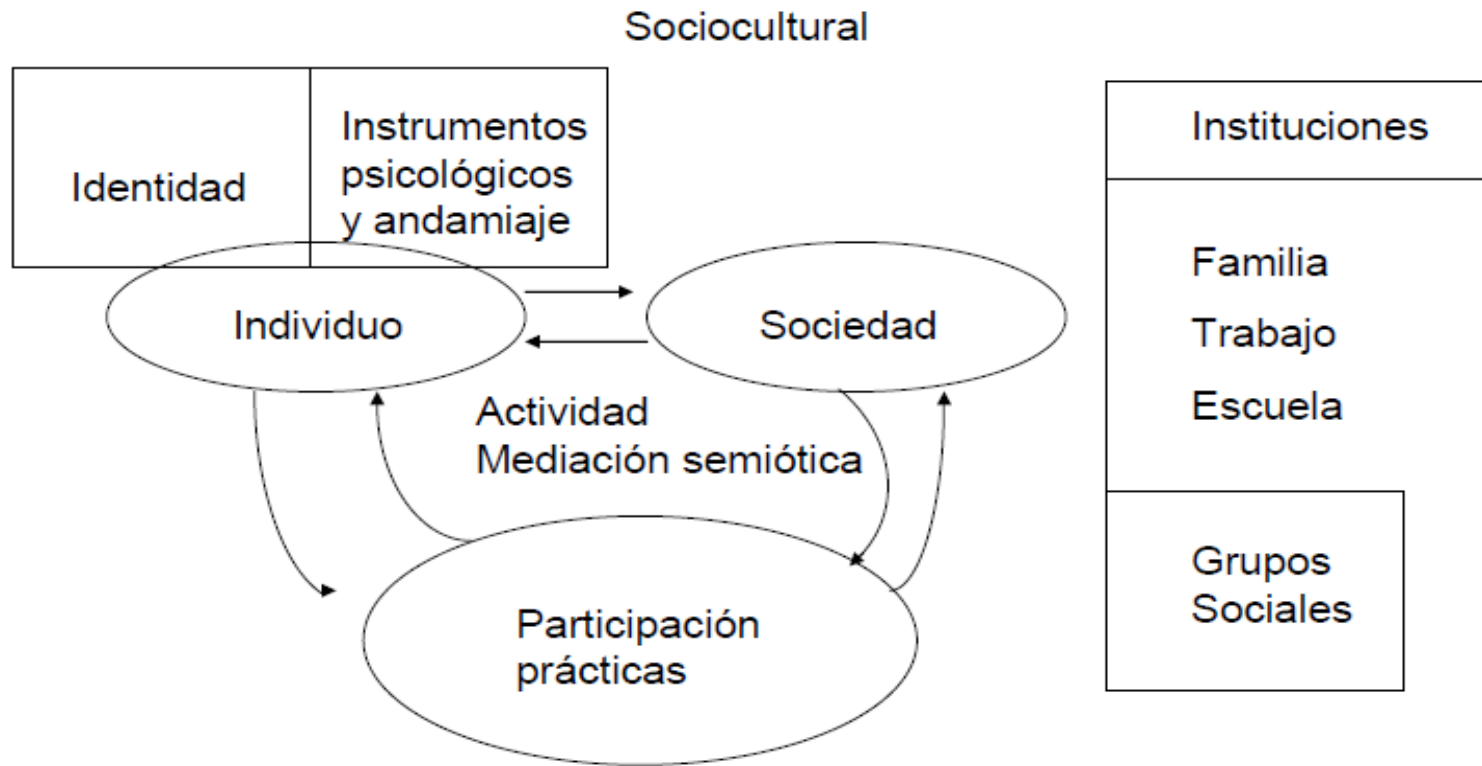 Sociocultural
Identidad
Instrumentos
psicológicos
y andamiaje
Individuo
Sociedad
Actividad
Mediación semiótica
Participación
prácticas
Instituciones
Familia
Trabajo
Escuela
Grupos
Sociales